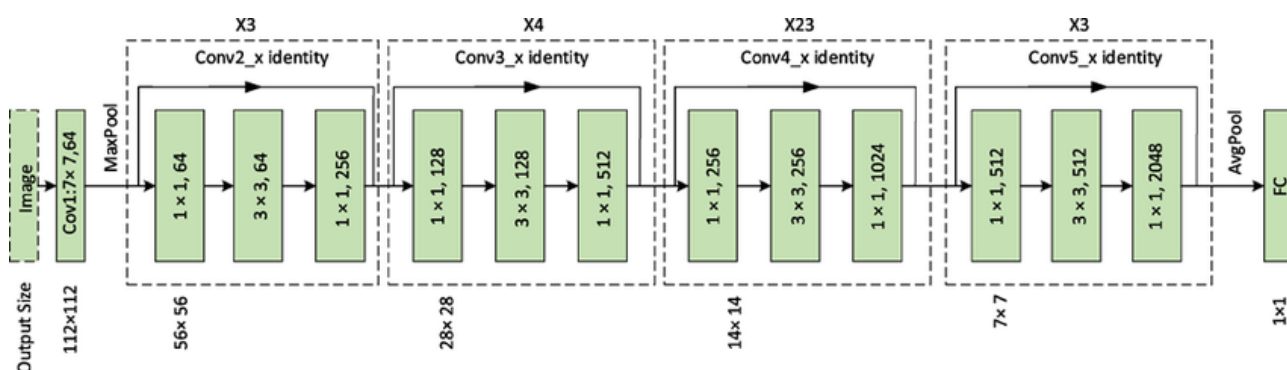 X3
X4
X23
X3
Conv2_x identity
Conv3_x identity
Conv4_x identity
Conv5_x identity
Image
Cov1:7× 7,64
MaxPool
1 × 1, 64
3 × 3, 64
1 × 1, 256
1 × 1, 128
3 × 3, 128
1 × 1, 512
1 × 1, 256
3 × 3, 256
1 × 1, 1024
1 × 1, 512
3 × 3, 512
1 × 1, 2048
AvgPool
FC
Output Size
112×112
56× 56
28× 28
14× 14
7× 7
1×1